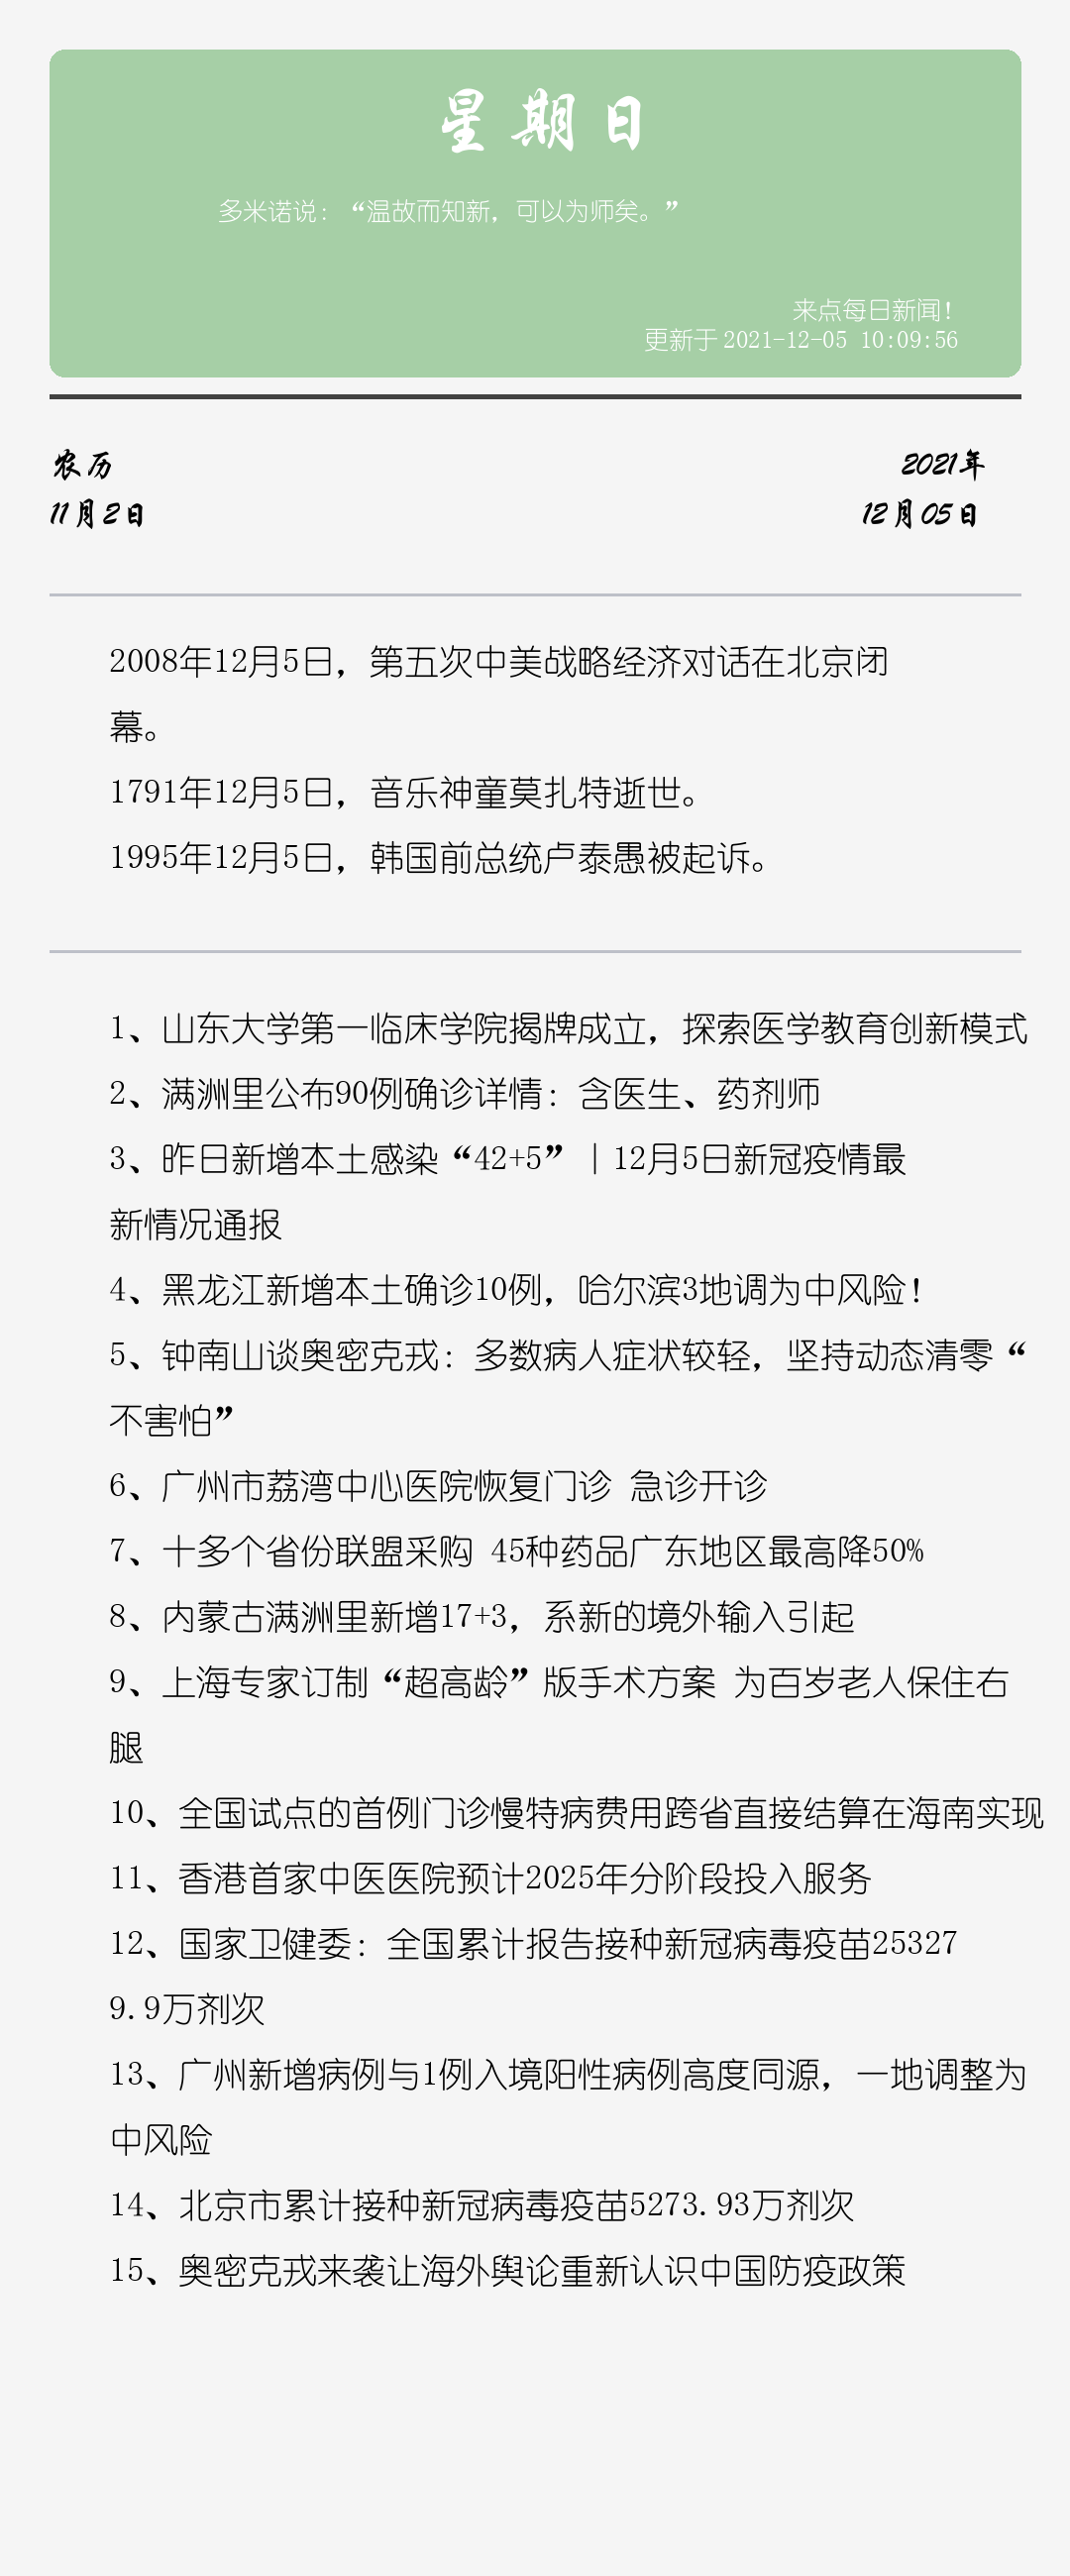 星期日
多米诺说：“温故而知新，可以为师矣。”
来点每日新闻！
更新于2021-12-05 10:09:56
农历
2021年
11月2日
12月05日
2008年12月5日，第五次中美战略经济对话在北京闭
幕。
1791年12月5日，音乐神童莫扎特逝世。
1995年12月5日，韩国前总统卢泰愚被起诉。
1、山东大学第一临床学院揭牌成立，探索医学教育创新模式
2、满洲里公布90例确诊详情：含医生、药剂师
3、昨日新增本土感染“42+5”｜12月5日新冠疫情最
新情况通报
4、黑龙江新增本土确诊10例，哈尔滨3地调为中风险！
5、钟南山谈奥密克戎：多数病人症状较轻，坚持动态清零“
不害怕”
6、广州市荔湾中心医院恢复门诊 急诊开诊
7、十多个省份联盟采购 45种药品广东地区最高降50%
8、内蒙古满洲里新增17+3，系新的境外输入引起
9、上海专家订制“超高龄”版手术方案 为百岁老人保住右
腿
10、全国试点的首例门诊慢特病费用跨省直接结算在海南实现
11、香港首家中医医院预计2025年分阶段投入服务
12、国家卫健委：全国累计报告接种新冠病毒疫苗25327
9.9万剂次
13、广州新增病例与1例入境阳性病例高度同源，一地调整为
中风险
14、北京市累计接种新冠病毒疫苗5273.93万剂次
15、奥密克戎来袭让海外舆论重新认识中国防疫政策